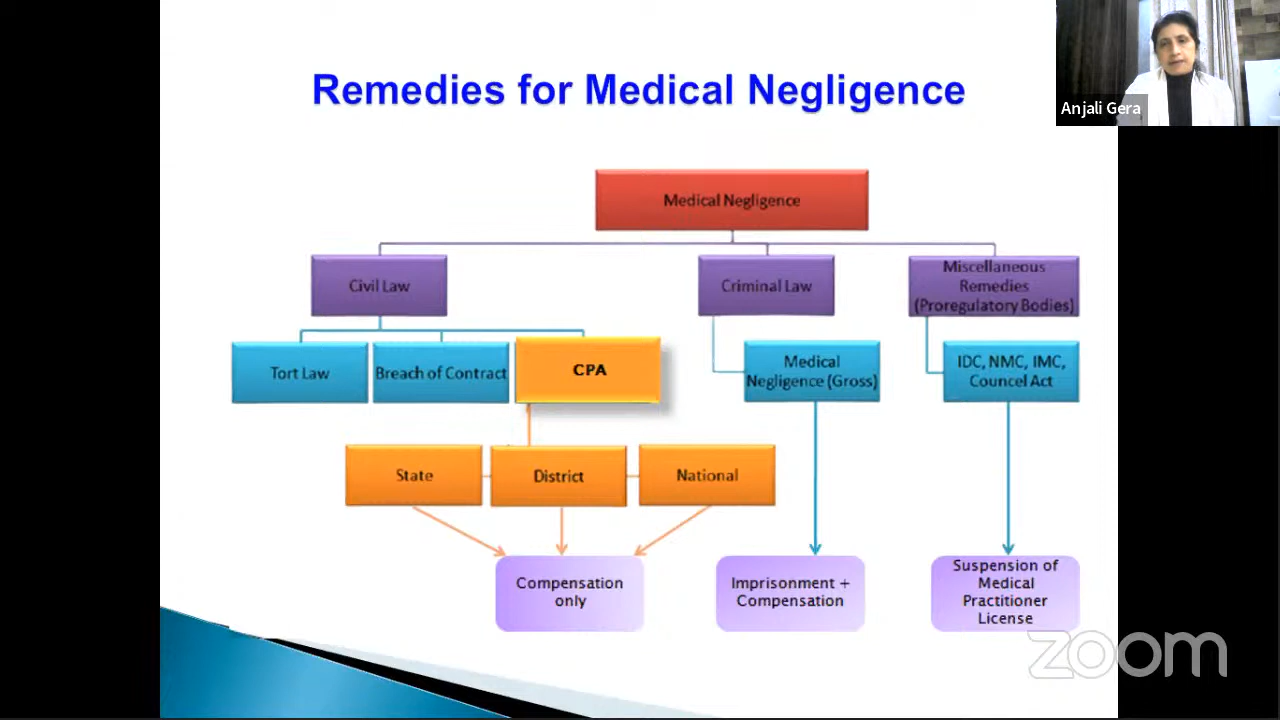 Remedies for Medical Negligence
Anjali Gera
Medical Negligence
Civil Law
Criminal Law
Miscellaneous
Remedies
(Proregulatory Bodies)
Tort Law
Breach of Contract
CPA
Medical
Negligence (Gross)
IDC, NMC, IMC,
Councel Act
State
District
National
Compensation
only
Imprisonment +
Compensation
Suspension of
Medical
Practitioner
License
zoom